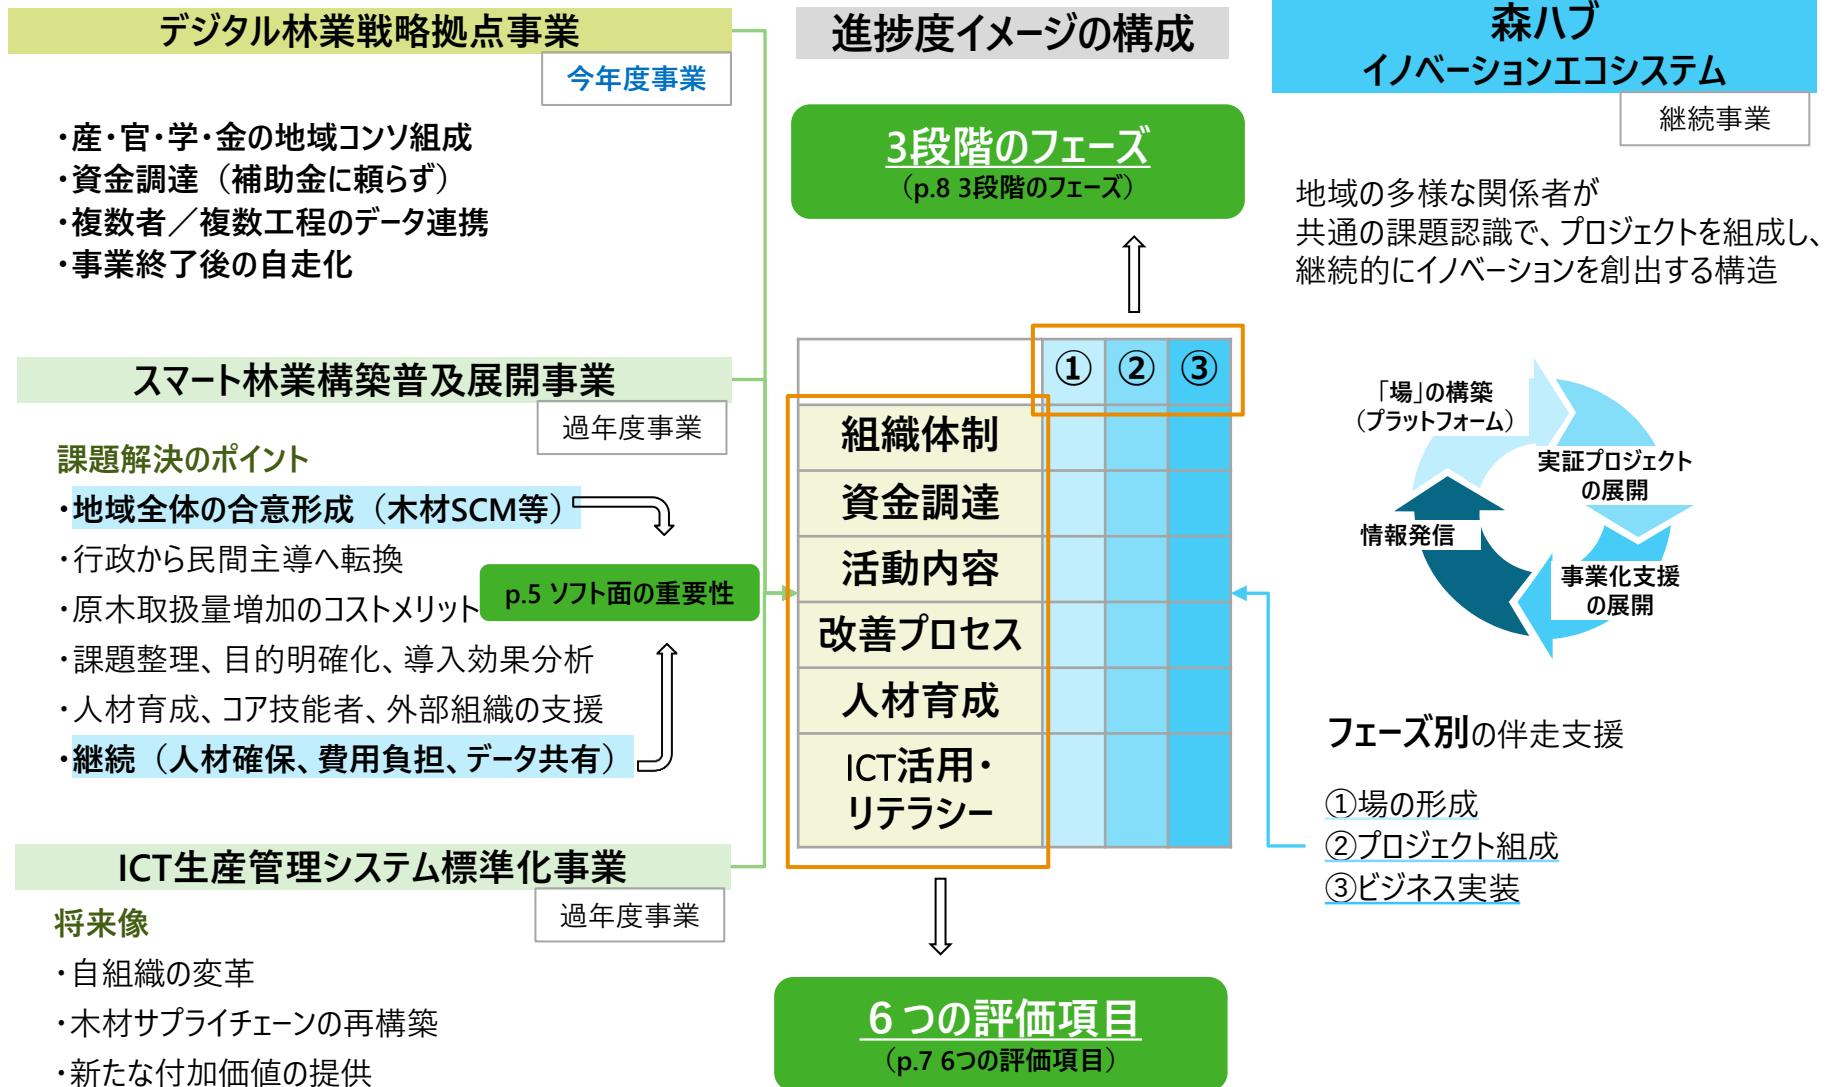 デジタル林業戦略拠点事業
今年度事業
・産・官・学・金の地域コンソ組成
・資金調達（補助金に頼らず）
・複数者／複数工程のデータ連携
・事業終了後の自走化
スマート林業構築普及展開事業
過年度事業
課題解決のポイント
・地域全体の合意形成（木材SCM等）
・行政から民間主導へ転換
・原木取扱量増加のコストメリット
・課題整理、目的明確化、導入効果分析
・人材育成、コア技能者、外部組織の支援
・継続（人材確保、費用負担、データ共有）
p.5 ソフト面の重要性
ICT生産管理システム標準化事業
過年度事業
将来像
・自組織の変革
・木材サプライチェーンの再構築
・新たな付加価値の提供
進捗度イメージの構成
3段階のフェーズ
（p.8 3段階のフェーズ）
① ② ③
組織体制
資金調達
活動内容
改善プロセス
人材育成
ICT活用・
リテラシー
６つの評価項目
（p.7 6つの評価項目）
森ハブ
イノベーションエコシステム
継続事業
地域の多様な関係者が
共通の課題認識で、プロジェクトを組成し、
継続的にイノベーションを創出する構造
「場」の構築
（プラットフォーム）
実証プロジェクト
の展開
事業化支援
の展開
情報発信
フェーズ別の伴走支援
①場の形成
②プロジェクト組成
③ビジネス実装